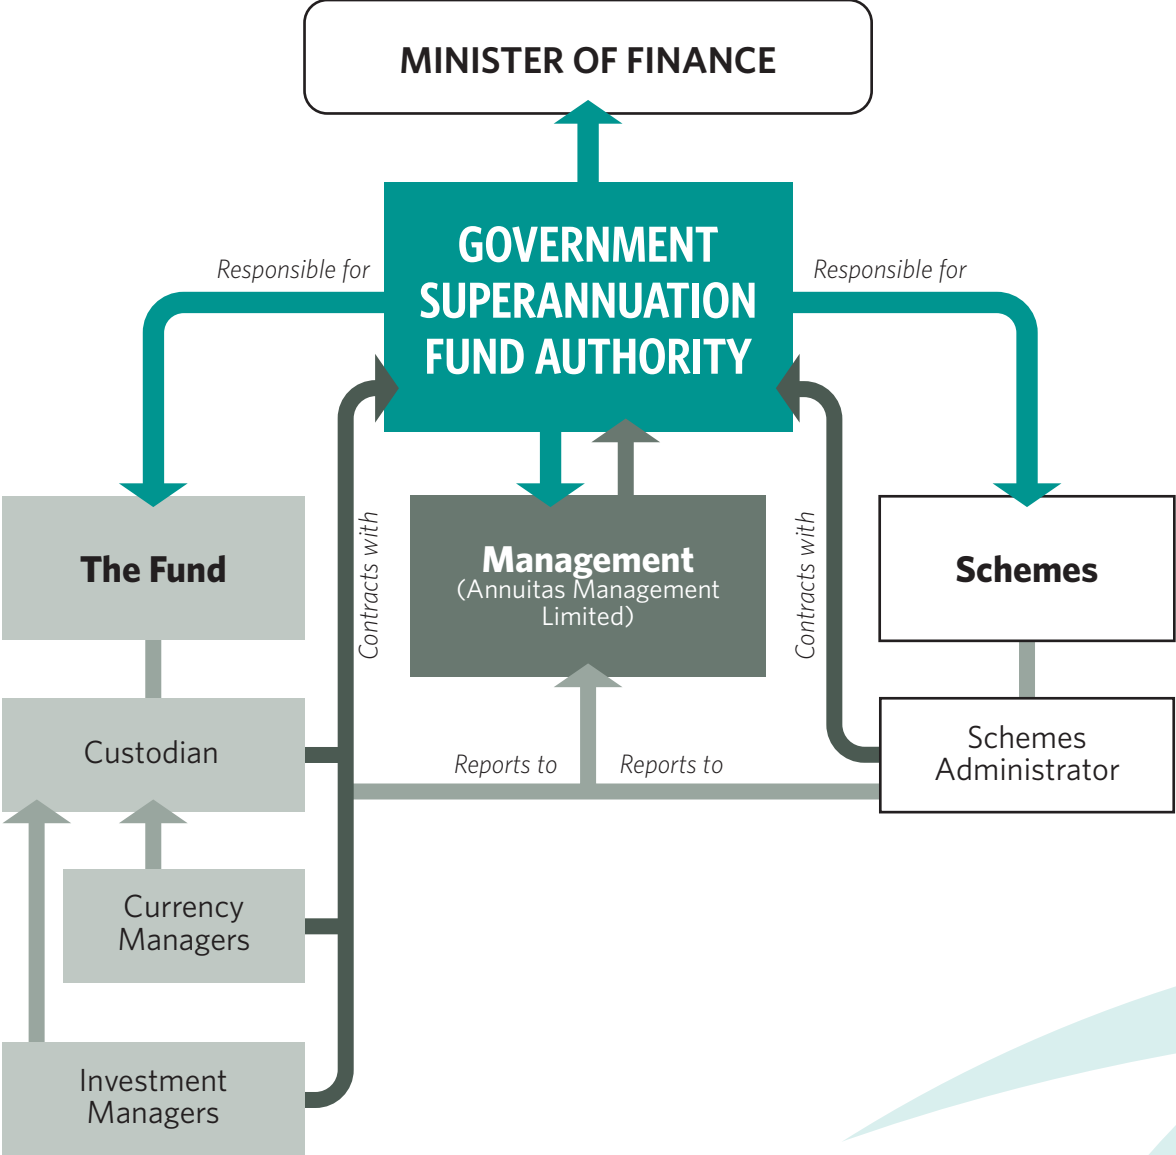 MINISTER OF FINANCE
GOVERNMENT
SUPERANNUATION
FUND AUTHORITY
Responsible for
Responsible for
The Fund
Contracts with
Management
(Annuitas Management
Limited)
Contracts with
Schemes
Custodian
Reports to
Reports to
Schemes
Administrator
Currency
Managers
Investment
Managers